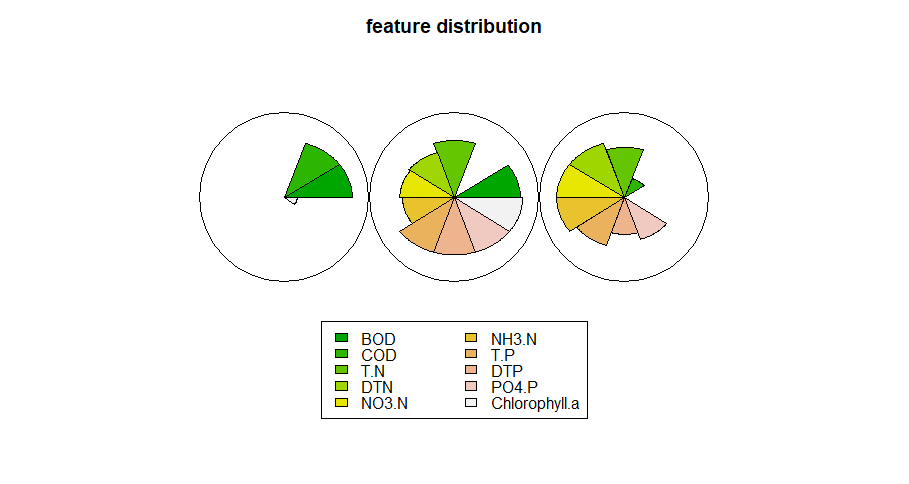 feature distribution
BOD NH3.N
COD T.P
T.N DTP
DTN PO4.P
NO3.N Chlorophyll.a